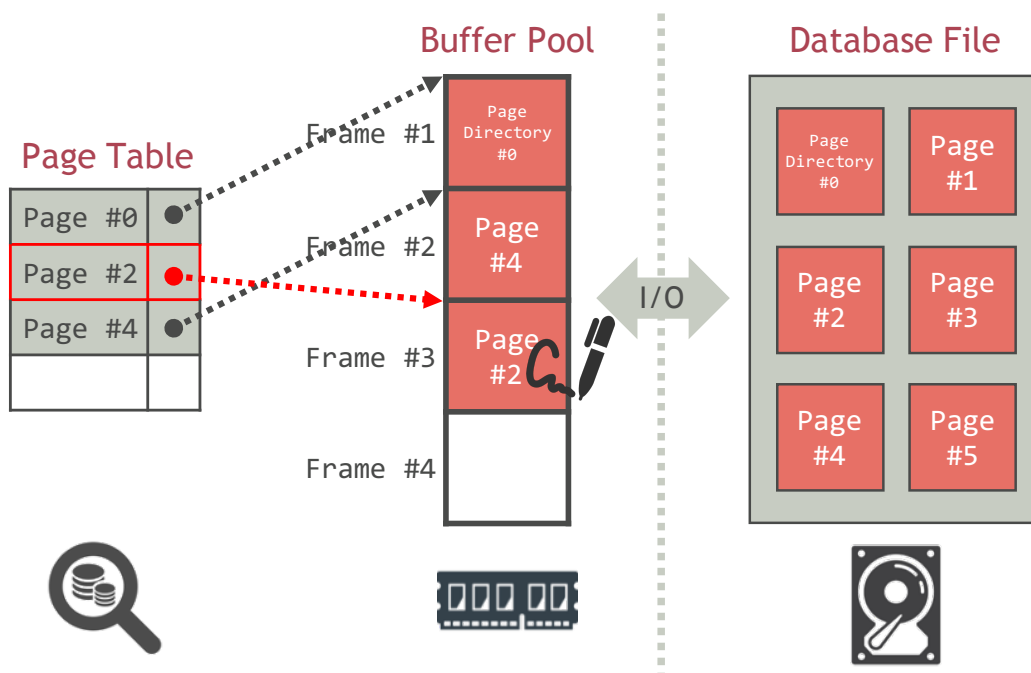 Buffer Pool
Database File
Page Table
Page #0
Page #2
Page #4
Frame #1
Frame #2
Frame #3
Frame #4
Page
Directory
#0
Page
#4
Page
#2
I/O
Page
Directory
#0
Page
#1
Page
#2
Page
#3
Page
#4
Page
#5